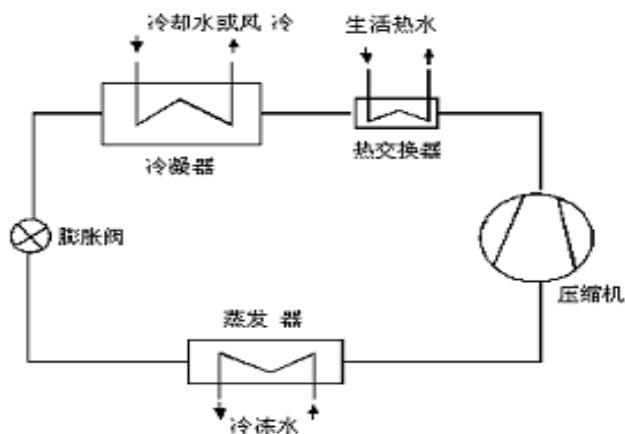 冷却水或风 冷
生活热水
冷凝器
热交换器
膨胀阀
压缩机
蒸发 器
冷冻水